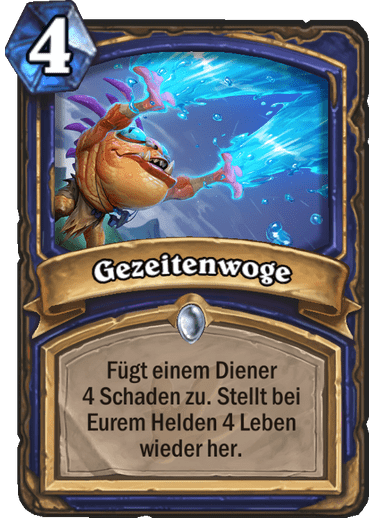 4
Gezeitenwoge
Fügt einem Diener
4 Schaden zu. Stellt bei
Eurem Helden 4 Leben
wieder her.